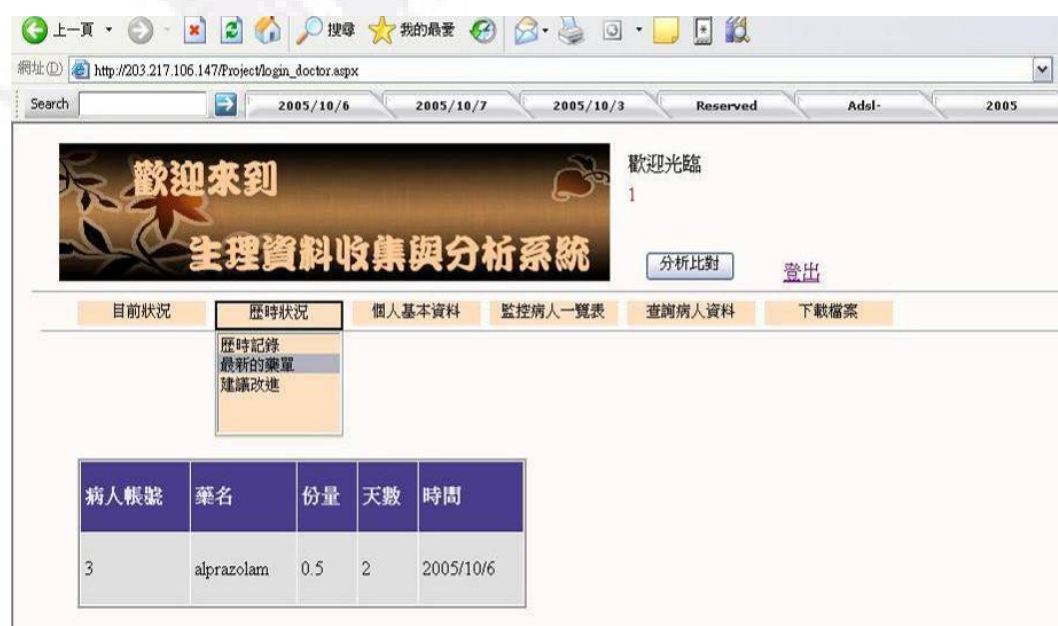 上一頁 搜尋 我的最愛
網址(D) http://203.217.106.147/Project/login_doctor.aspx
Search 2005/10/6 2005/10/7 2005/10/3 Reserved Adsl- 2005
歡迎來到
生理資料收集與分析系統
歡迎光臨
1
分析比對 登出
目前狀況 歷時狀況 個人基本資料 監控病人一覽表 查詢病人資料 下載檔案
歷時記錄
最新的藥單
建議改進
病人帳號 藥名 份量 天數 時間
3 alprazolam 0.5 2 2005/10/6